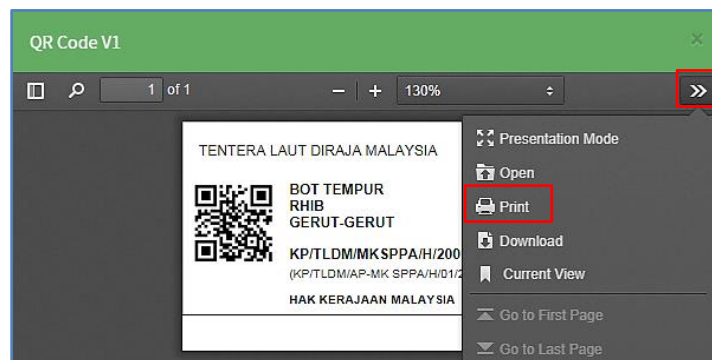 QR Code V1
1 of 1
130%
Presentation Mode
Open
Print
Download
Current View
Go to First Page
Go to Last Page
TENTERA LAUT DIRAJA MALAYSIA
BOT TEMPUR
RHIB
GERUT-GERUT
KP/TLDM/MKSPPA/H/200
(KP/TLDM/AP-MK SPPA/H/01/2
HAK KERAJAAN MALAYSIA